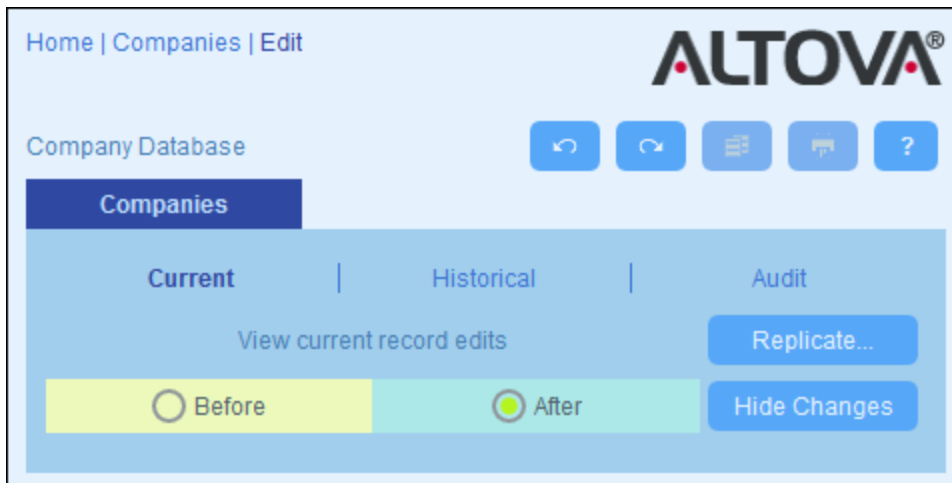 Home | Companies | Edit
ALTOVA®
Company Database
?
Companies
Current | Historical | Audit
View current record edits
Replicate...
Before
After
Hide Changes